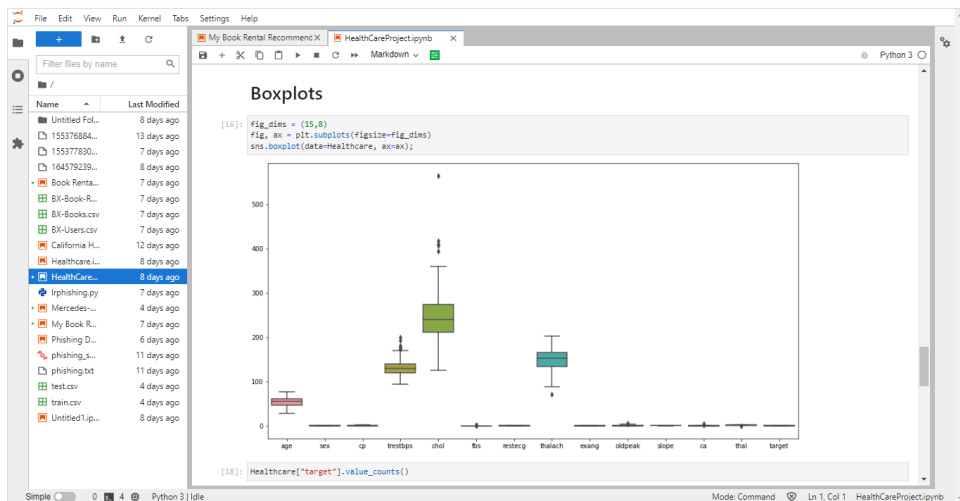 File Edit View Run Kernel Tabs Settings Help
+
Filter files by name
/
Name Last Modified
Untitled Fol... 8 days ago
155376884... 13 days ago
155377830... 7 days ago
164579239... 8 days ago
Book Renta... 7 days ago
BX-Book-R... 7 days ago
BX-Books.csv 7 days ago
BX-Users.csv 7 days ago
California H... 12 days ago
Healthcare.i... 8 days ago
HealthCare... 8 days ago
lrphishing.py 7 days ago
Mercedes-... 4 days ago
My Book R... 7 days ago
Phishing D... 6 days ago
phishing_s... 11 days ago
phishing.txt 11 days ago
test.csv 4 days ago
train.csv 4 days ago
Untitled1.ip... 8 days ago
My Book Rental Recommend X HealthCareProject.ipynb X
Markdown Python 3
Boxplots
[16]: fig_dims = (15,8)
fig, ax = plt.subplots(figsize=fig_dims)
sns.boxplot(data=Healthcare, ax=ax);
500
400
300
200
100
0
age sex cp trestbps chol fbs restecg thalach exang oldpeak slope ca thal target
[18]: Healthcare["target"].value_counts()
Simple 0 4 Python 3 | Idle Mode: Command Ln 1, Col 1 HealthCareProject.ipynb